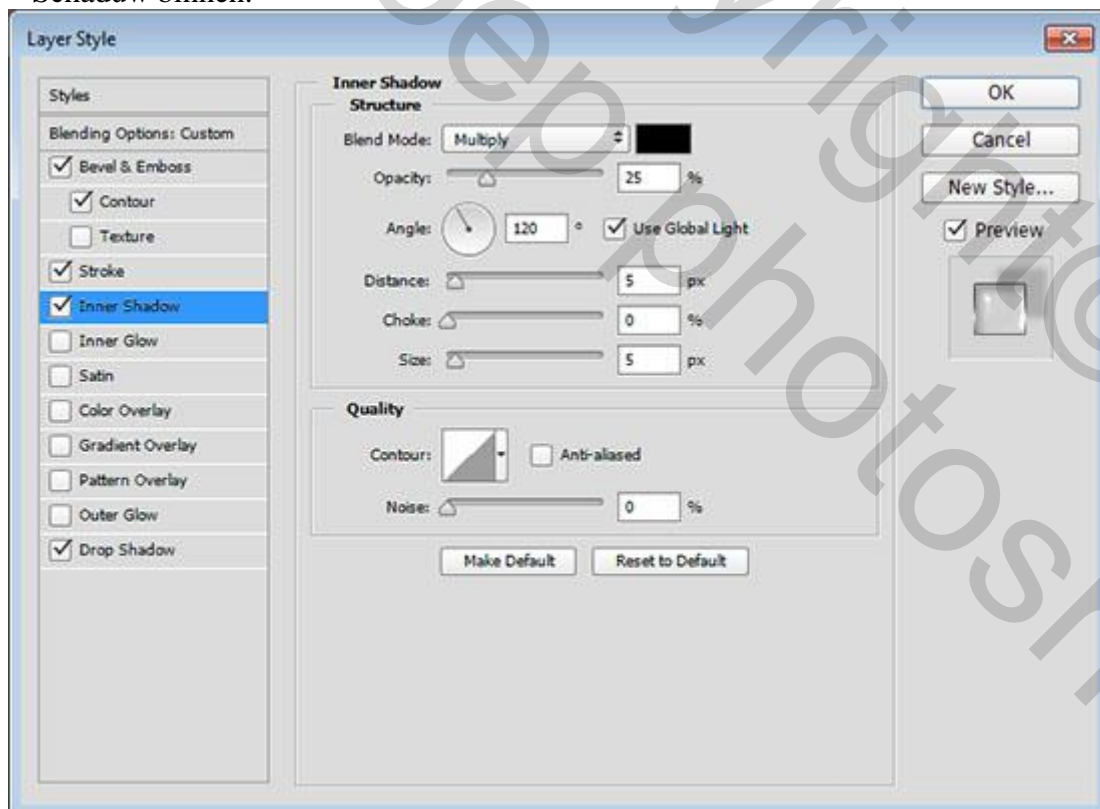 Schaduw binnen:
Layer Style
Styles
Blending Options: Custom
Bevel & Emboss
Contour
Texture
Stroke
Inner Shadow
Inner Glow
Satin
Color Overlay
Gradient Overlay
Pattern Overlay
Outer Glow
Drop Shadow
Inner Shadow
Structure
Blend Mode: Multiply
Opacity: 25 %
Angle: 120 ° Use Global Light
Distance: 5 px
Choke: 0 %
Size: 5 px
Quality
Contour: Anti-aliased
Noise: 0 %
Make Default Reset to Default
OK
Cancel
New Style...
Preview